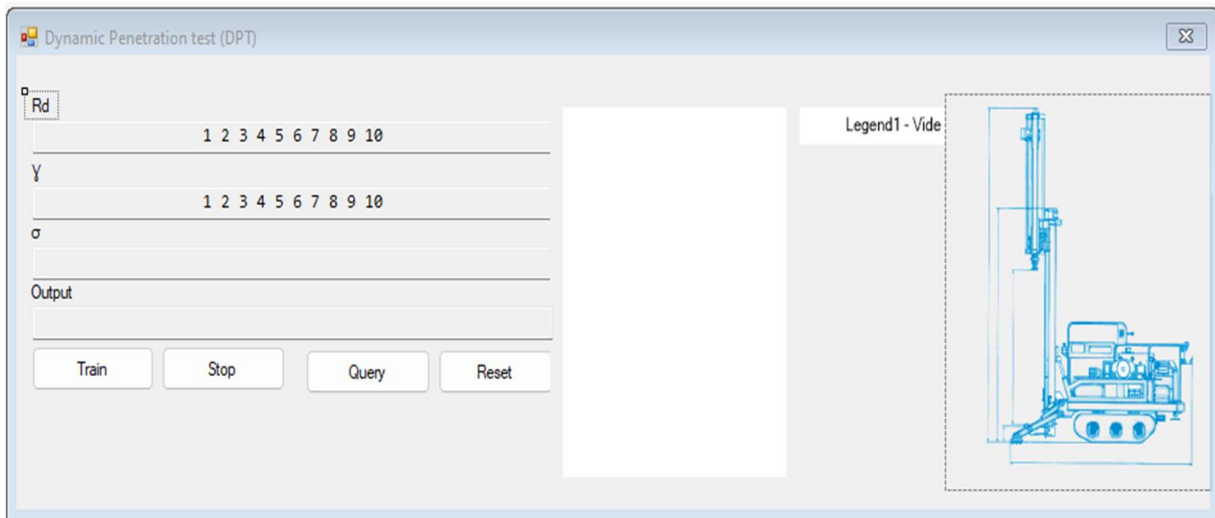 Dynamic Penetration test (DPT)
Rd
1 2 3 4 5 6 7 8 9 10
Ɣ
1 2 3 4 5 6 7 8 9 10
σ
Output
Train Stop Query Reset
Legend1 - Vide